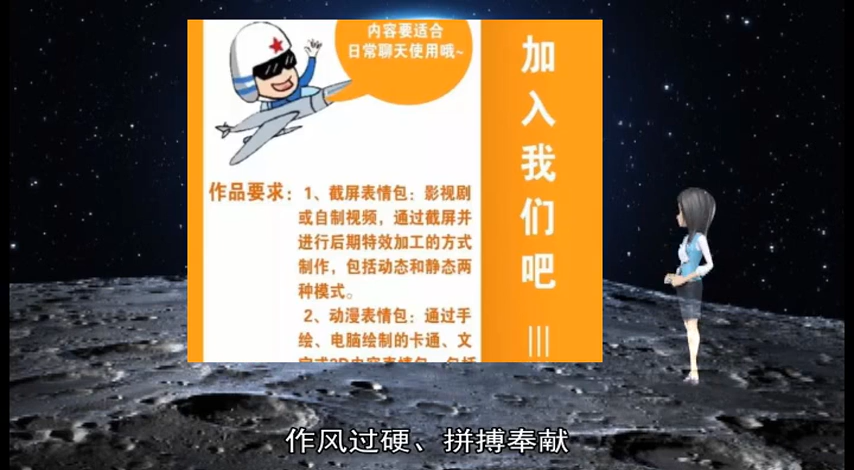 内容要适合
日常聊天使用哦~
加入我们吧
作品要求：1、截屏表情包：影视剧
或自制视频，通过截屏并
进行后期特效加工的方式
制作，包括动态和静态两
种模式。
2、动漫表情包：通过手
绘、电脑绘制的卡通、文
作风过硬、拼搏奉献